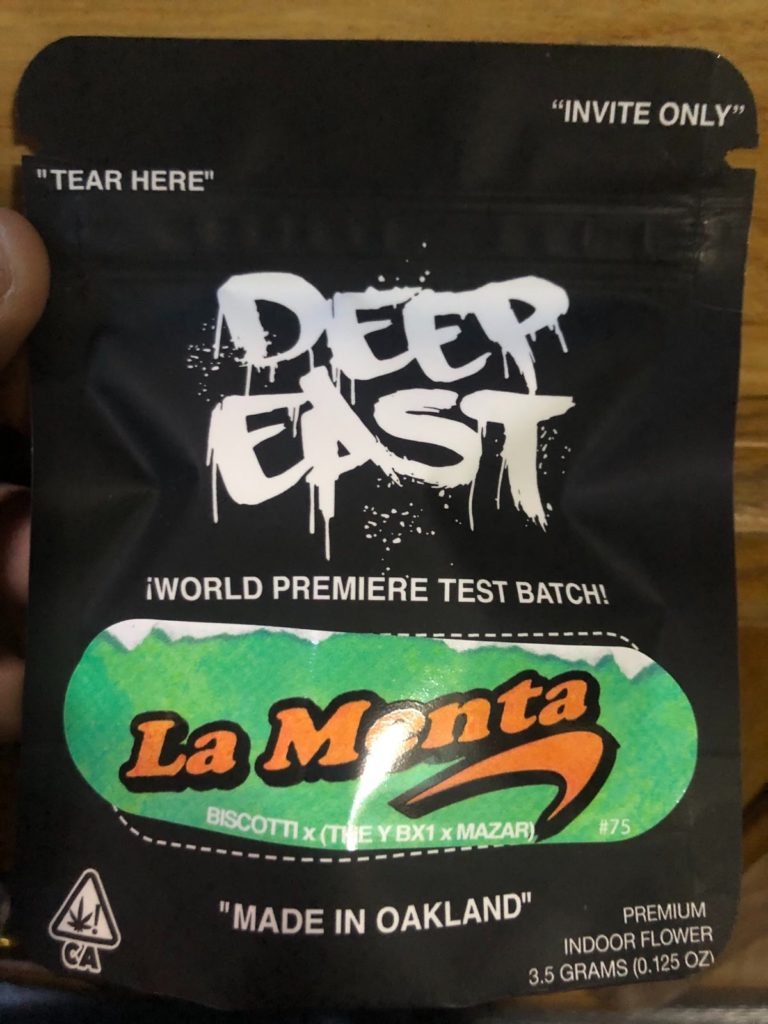 “INVITE ONLY”
"TEAR HERE"
DEEP
EAST
¡WORLD PREMIERE TEST BATCH!
La Menta
BISCOTTI x (THE Y BX1 x MAZAR)
#75
"MADE IN OAKLAND"
CA
PREMIUM
INDOOR FLOWER
3.5 GRAMS (0.125 OZ)